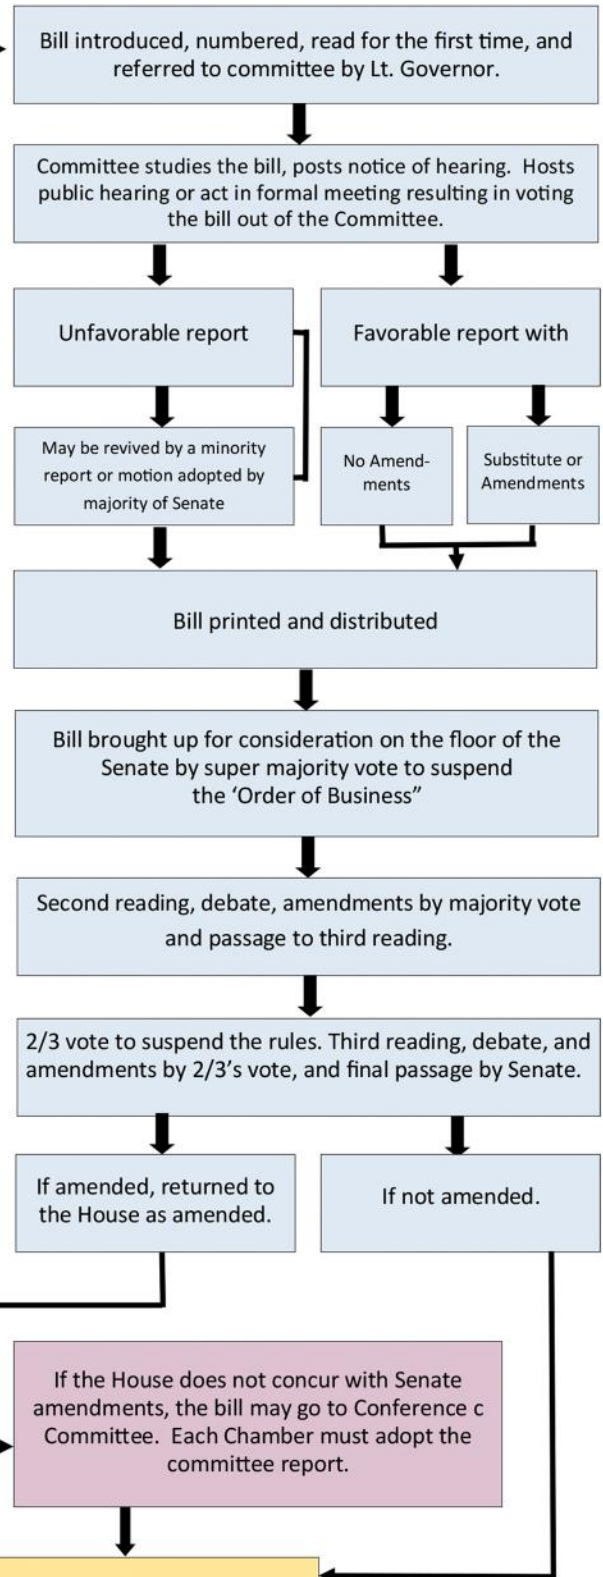 Bill introduced, numbered, read for the first time, and
referred to committee by Lt. Governor.
Committee studies the bill, posts notice of hearing.  Hosts
public hearing or act in formal meeting resulting in voting
the bill out of the Committee.
Unfavorable report
Favorable report with
May be revived by a minority
report or motion adopted by
majority of Senate
No Amend-
ments
Substitute or
Amendments
Bill printed and distributed
Bill brought up for consideration on the floor of the
Senate by super majority vote to suspend
the ‘Order of Business”
Second reading, debate, amendments by majority vote
and passage to third reading.
2/3 vote to suspend the rules. Third reading, debate, and
amendments by 2/3’s vote, and final passage by Senate.
If amended, returned to
the House as amended.
If not amended.
If the House does not concur with Senate
amendments, the bill may go to Conference c
Committee.  Each Chamber must adopt the
committee report.